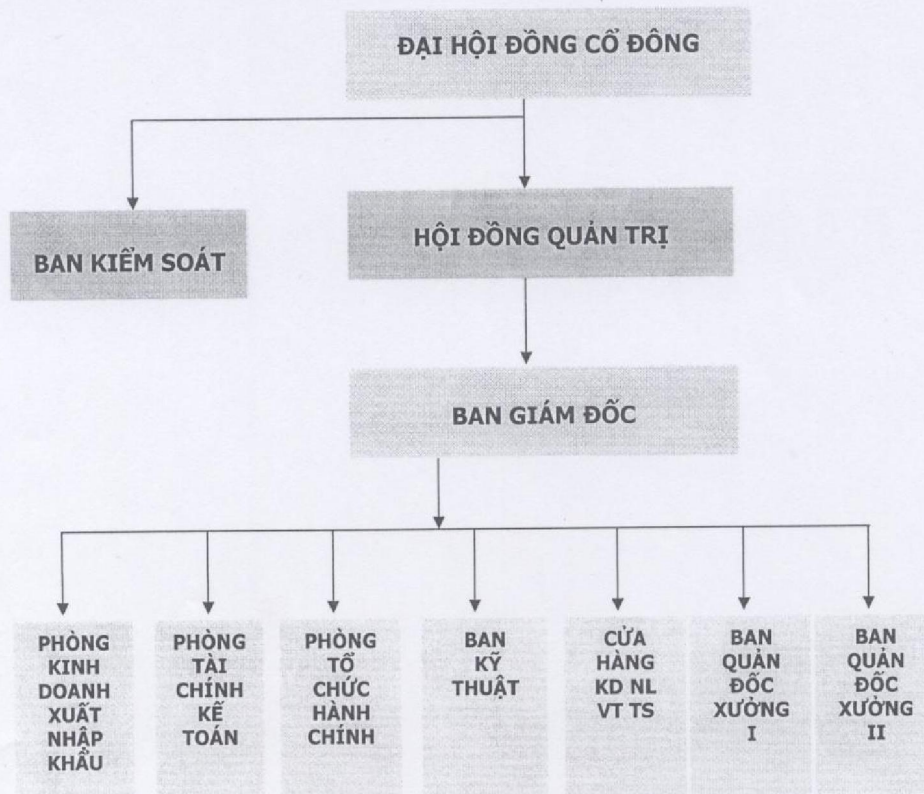 ĐẠI HỘI ĐỒNG CỔ ĐÔNG
BAN KIỂM SOÁT
HỘI ĐỒNG QUẢN TRỊ
BAN GIÁM ĐỐC
PHÒNG
KINH
DOANH
XUẤT
NHẬP
KHẨU
PHÒNG
TÀI
CHÍNH
KẾ
TOÁN
PHÒNG
TỔ
CHỨC
HÀNH
CHÍNH
BAN
KỸ
THUẬT
CỬA
HÀNG
KD NL
VT TS
BAN
QUẢN
ĐỐC
XƯỞNG
I
BAN
QUẢN
ĐỐC
XƯỞNG
II